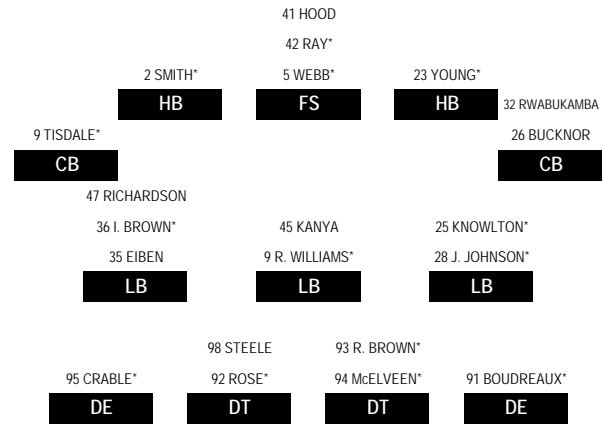 41 HOOD
42 RAY*
2 SMITH* 5 WEBB* 23 YOUNG*
HB FS HB 32 RWABUKAMBA
9 TISDALE* 26 BUCKNOR
CB CB
47 RICHARDSON
36 I. BROWN* 45 KANYA 25 KNOWLTON*
35 EIBEN 9 R. WILLIAMS* 28 J. JOHNSON*
LB LB LB
98 STEELE 93 R. BROWN*
95 CRABLE* 92 ROSE* 94 McELVEEN* 91 BOUDREAUX*
DE DT DT DE